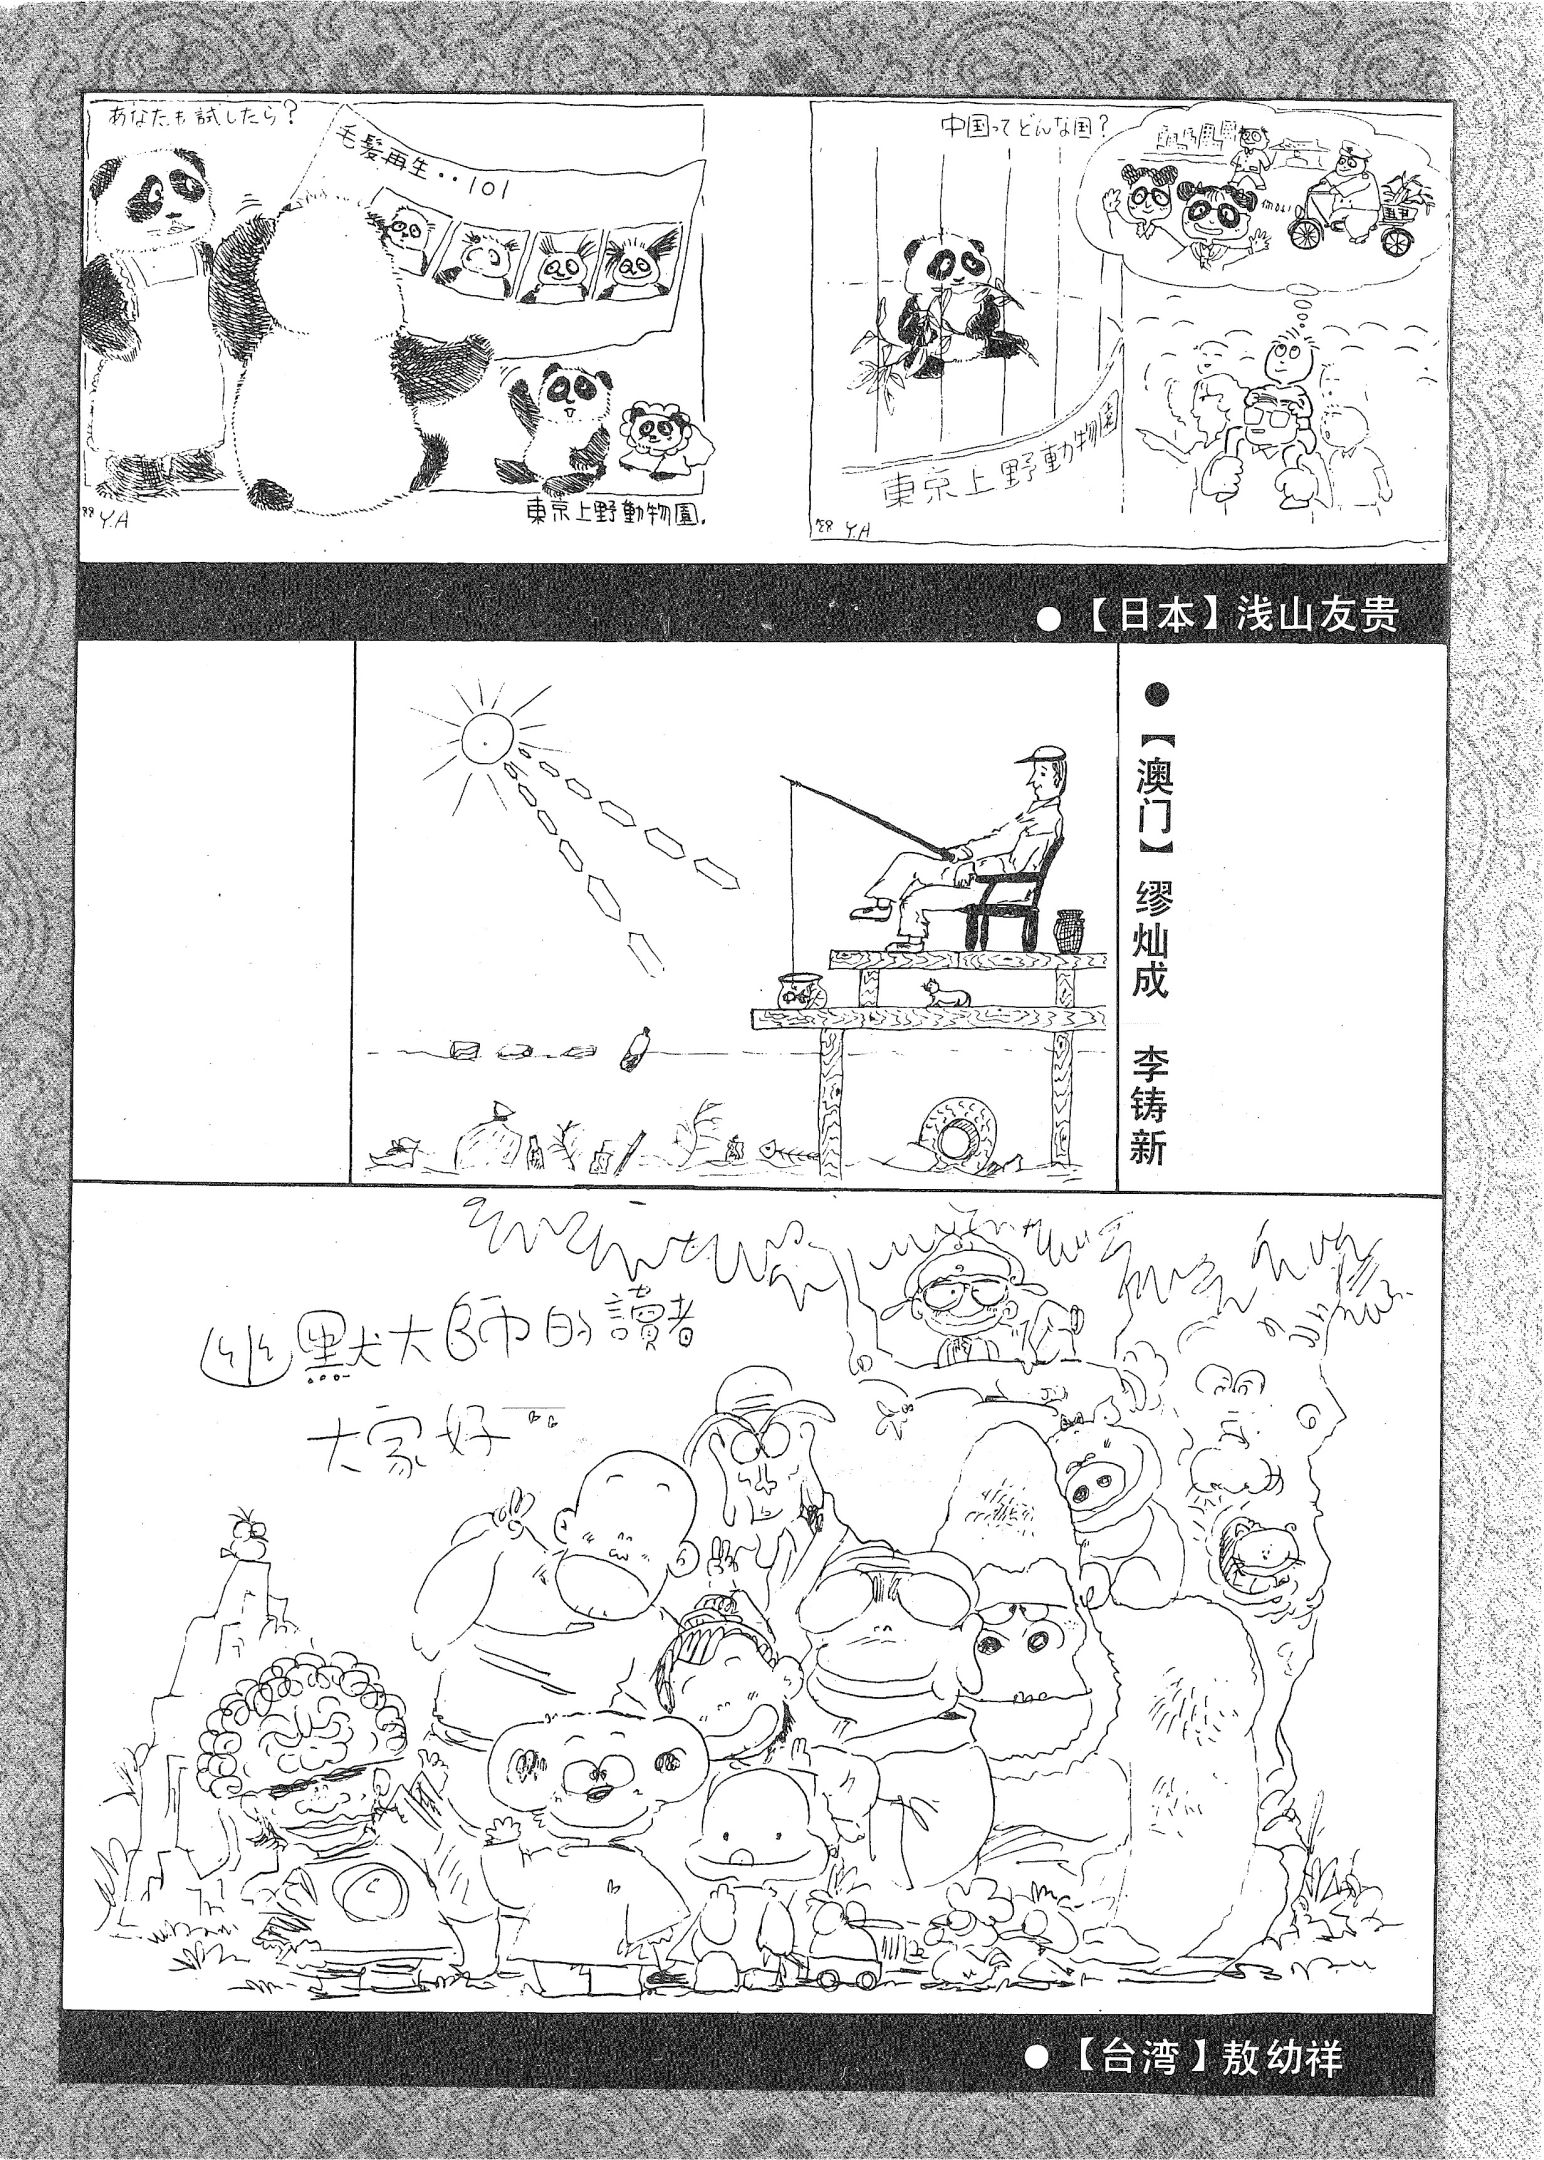 あなたも試したら?
毛髪再生..101
東京上野動物園.
'88 Y.A
中国ってどんな国?
東京上野動物園
'88 Y.A
●【日本】浅山友贵
●【澳门】缪灿成 李铸新
幽默大師的讀者
大家好
●【台湾】敖幼祥